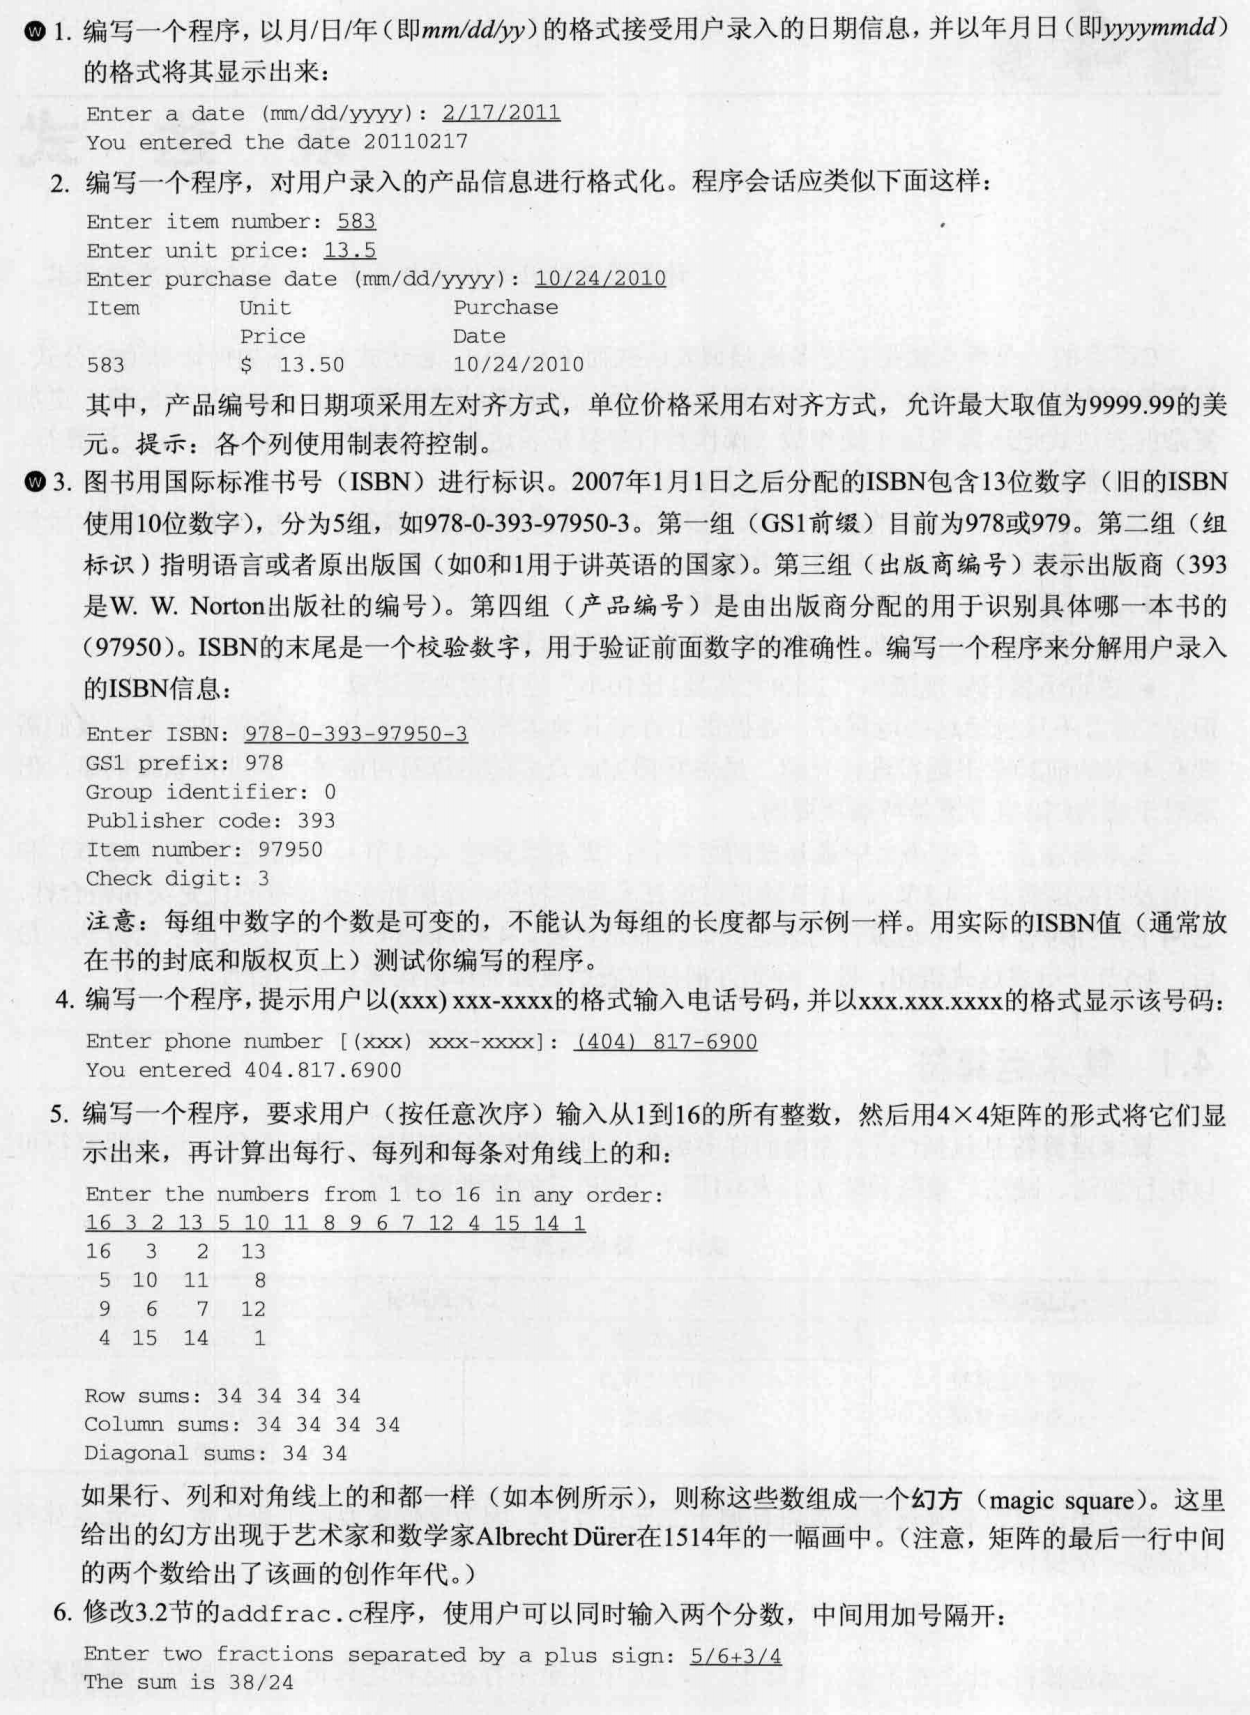 W 1. 编写一个程序，以月/日/年（即mm/dd/yy）的格式接受用户录入的日期信息，并以年月日（即yyyymmdd）
的格式将其显示出来：
Enter a date (mm/dd/yyyy): 2/17/2011
You entered the date 20110217
2. 编写一个程序，对用户录入的产品信息进行格式化。程序会话应类似下面这样：
Enter item number: 583
Enter unit price: 13.5
Enter purchase date (mm/dd/yyyy): 10/24/2010
Item Unit Purchase
Price Date
583 $ 13.50 10/24/2010
其中，产品编号和日期项采用左对齐方式，单位价格采用右对齐方式，允许最大取值为9999.99的美
元。提示：各个列使用制表符控制。
W 3. 图书用国际标准书号（ISBN）进行标识。2007年1月1日之后分配的ISBN包含13位数字（旧的ISBN
使用10位数字），分为5组，如978-0-393-97950-3。第一组（GS1前缀）目前为978或979。第二组（组
标识）指明语言或者原出版国（如0和1用于讲英语的国家）。第三组（出版商编号）表示出版商（393
是W. W. Norton出版社的编号）。第四组（产品编号）是由出版商分配的用于识别具体哪一本书的
（97950）。ISBN的末尾是一个校验数字，用于验证前面数字的准确性。编写一个程序来分解用户录入
的ISBN信息：
Enter ISBN: 978-0-393-97950-3
GS1 prefix: 978
Group identifier: 0
Publisher code: 393
Item number: 97950
Check digit: 3
注意：每组中数字的个数是可变的，不能认为每组的长度都与示例一样。用实际的ISBN值（通常放
在书的封底和版权页上）测试你编写的程序。
4. 编写一个程序，提示用户以(xxx) xxx-xxxx的格式输入电话号码，并以xxx.xxx.xxxx的格式显示该号码：
Enter phone number [(xxx) xxx-xxxx]: (404) 817-6900
You entered 404.817.6900
5. 编写一个程序，要求用户（按任意次序）输入从1到16的所有整数，然后用4×4矩阵的形式将它们显
示出来，再计算出每行、每列和每条对角线上的和：
Enter the numbers from 1 to 16 in any order:
16 3 2 13 5 10 11 8 9 6 7 12 4 15 14 1
16 3 2 13
5 10 11 8
9 6 7 12
4 15 14 1
Row sums: 34 34 34 34
Column sums: 34 34 34 34
Diagonal sums: 34 34
如果行、列和对角线上的和都一样（如本例所示），则称这些数组成一个幻方（magic square）。这里
给出的幻方出现于艺术家和数学家Albrecht Dürer在1514年的一幅画中。（注意，矩阵的最后一行中间
的两个数给出了该画的创作年代。）
6. 修改3.2节的addfrac.c程序，使用户可以同时输入两个分数，中间用加号隔开：
Enter two fractions separated by a plus sign: 5/6+3/4
The sum is 38/24